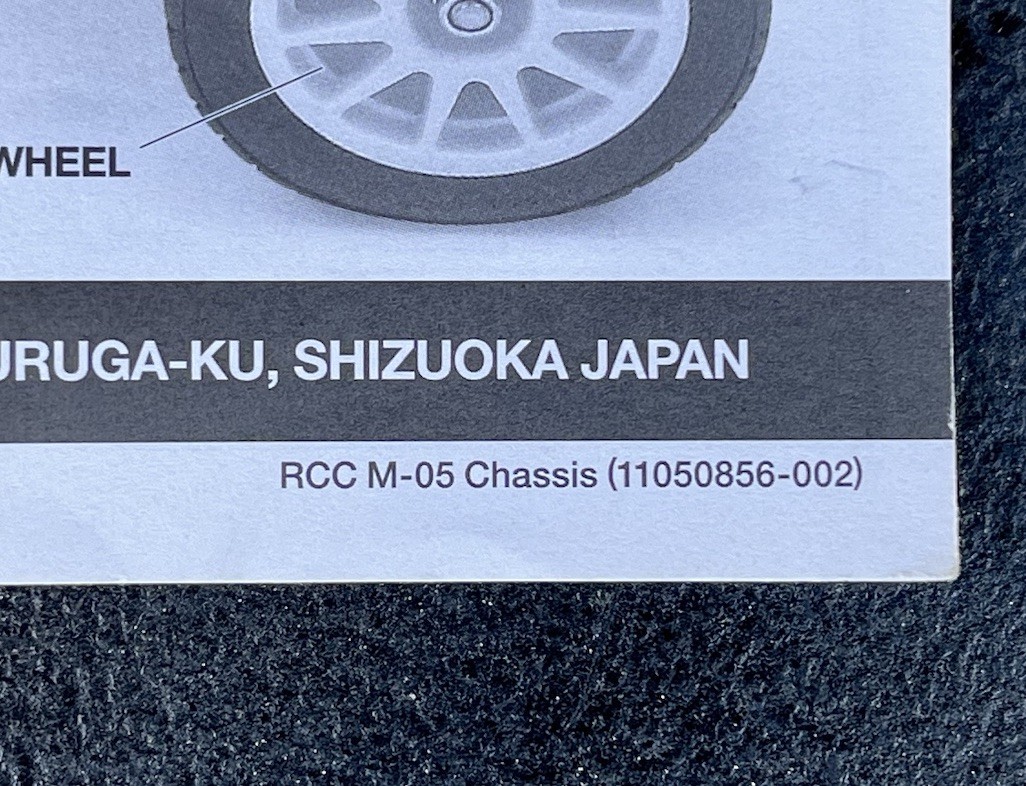 WHEEL
URUGA-KU, SHIZUOKA JAPAN
RCC M-05 Chassis (11050856-002)